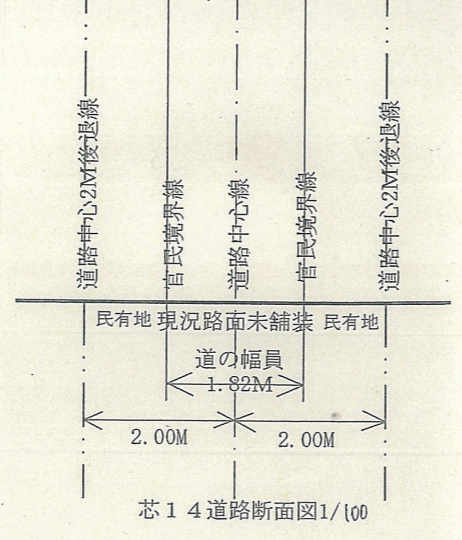 道路中心2M後退線
官民境界線
道路中心線
官民境界線
道路中心2M後退線
民有地 現況路面未舗装 民有地
道の幅員
1.82M
2.00M 2.00M
芯14道路断面図1/100